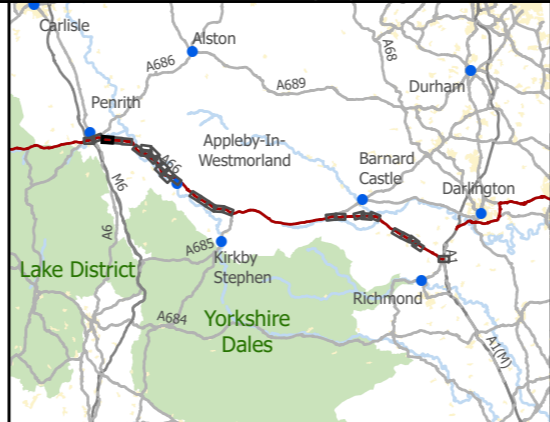 Carlisle
Alston
A68
A686
A689
Durham
Penrith
Appleby-In-
Westmorland
A66
Barnard
Castle
Darlington
M6
A6
A685
A1
Lake District
Kirkby
Stephen
Richmond
A684
Yorkshire
Dales
A1(M)